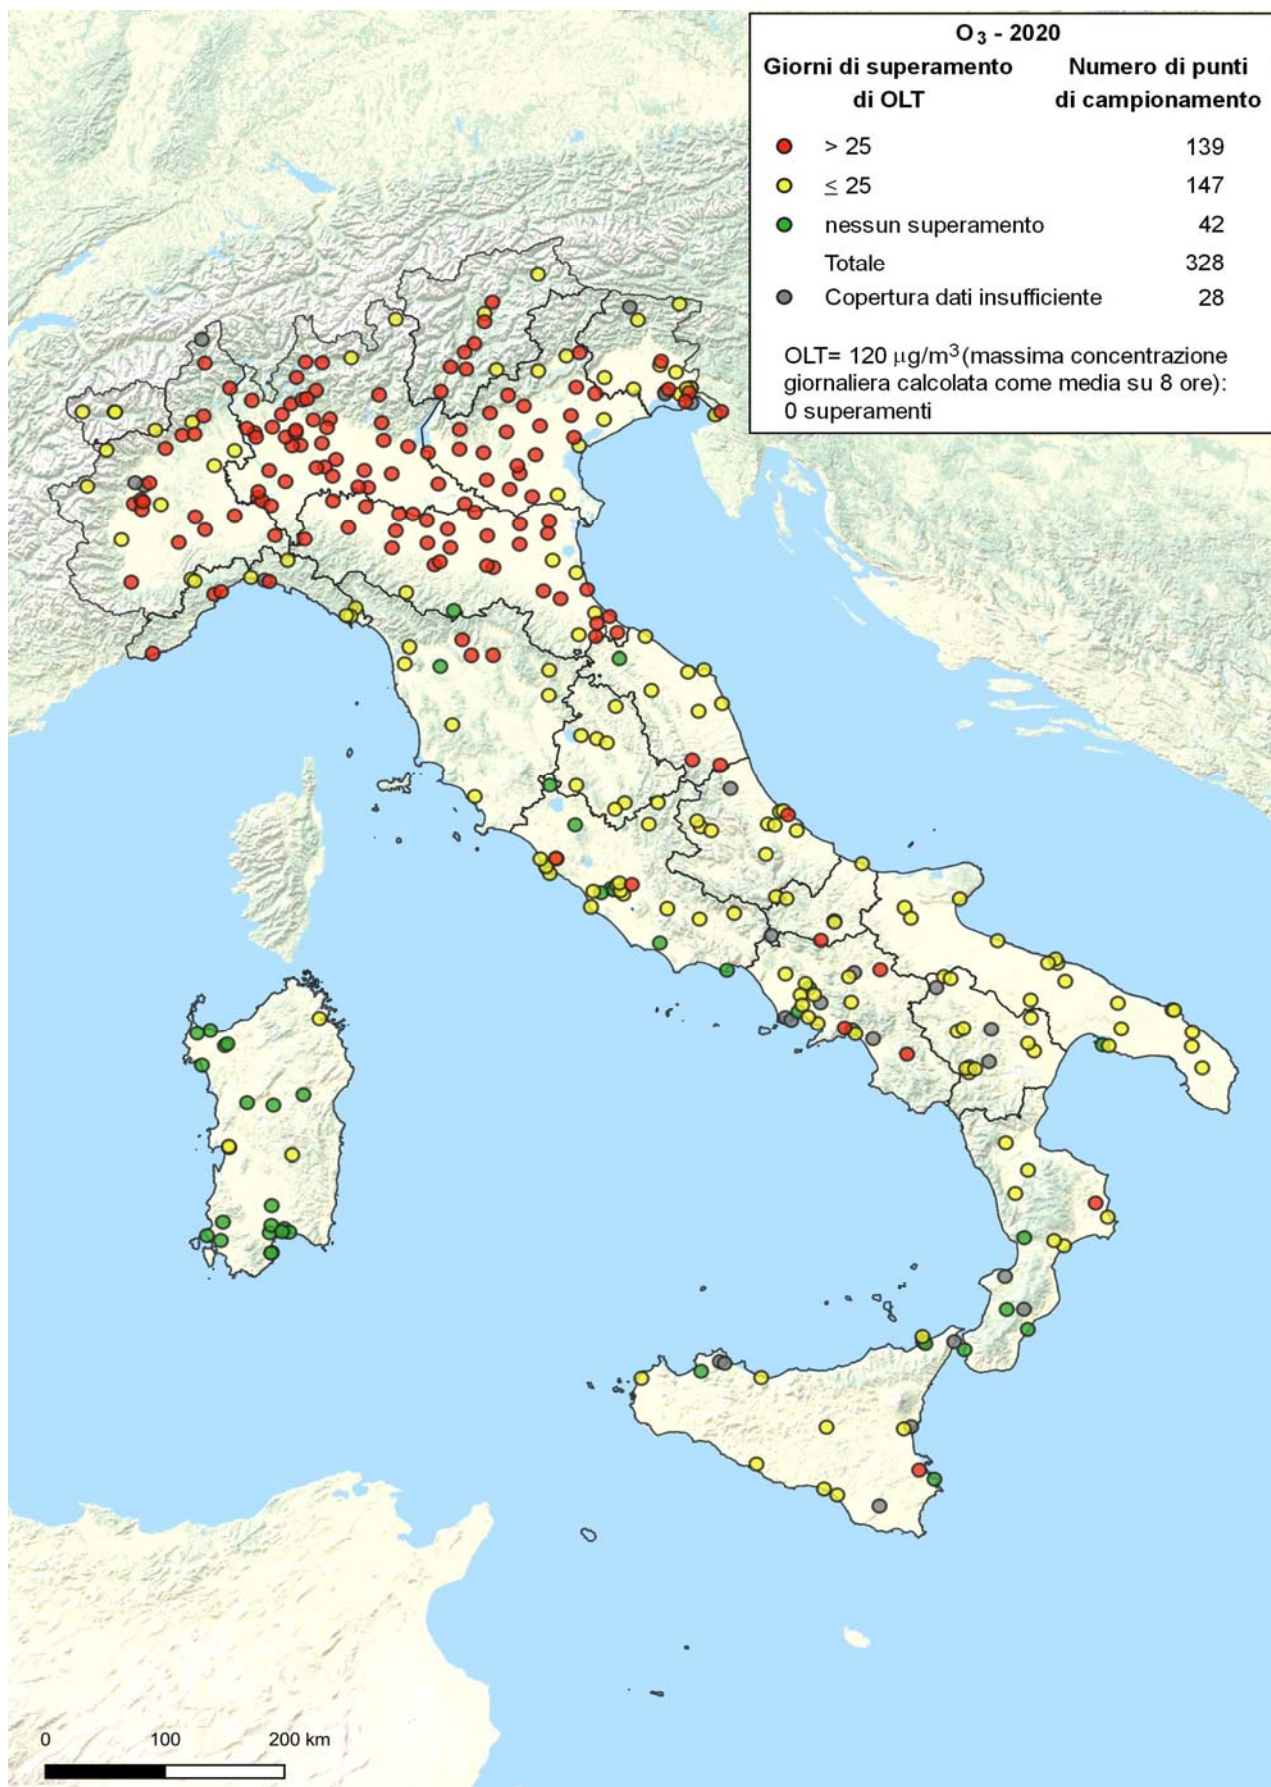 O3 - 2020
Giorni di superamento di OLT
Numero di punti di campionamento
> 25 139
≤ 25 147
nessun superamento 42
Totale 328
Copertura dati insufficiente 28
OLT= 120 µg/m3 (massima concentrazione
giornaliera calcolata come media su 8 ore):
0 superamenti
0 100 200 km